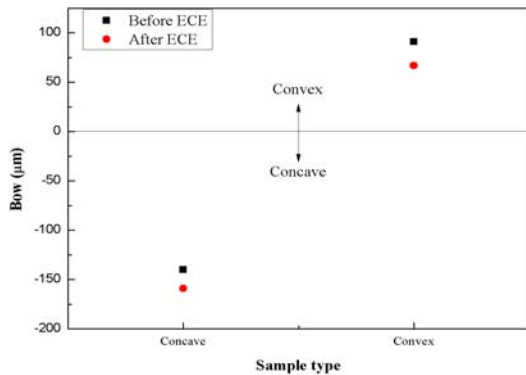 Before ECE
After ECE
100
50
0
-50
-100
-150
-200
Bow (μm)
Convex
Concave
Concave
Convex
Sample type